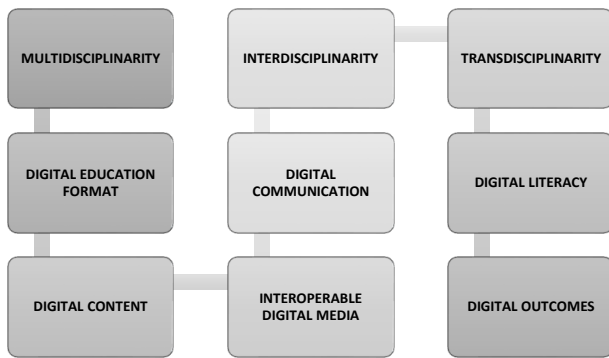 MULTIDISCIPLINARITY
DIGITAL EDUCATION
FORMAT
DIGITAL CONTENT
INTEROPERABLE
DIGITAL MEDIA
DIGITAL
COMMUNICATION
INTERDISCIPLINARITY
TRANSDISCIPLINARITY
DIGITAL LITERACY
DIGITAL OUTCOMES